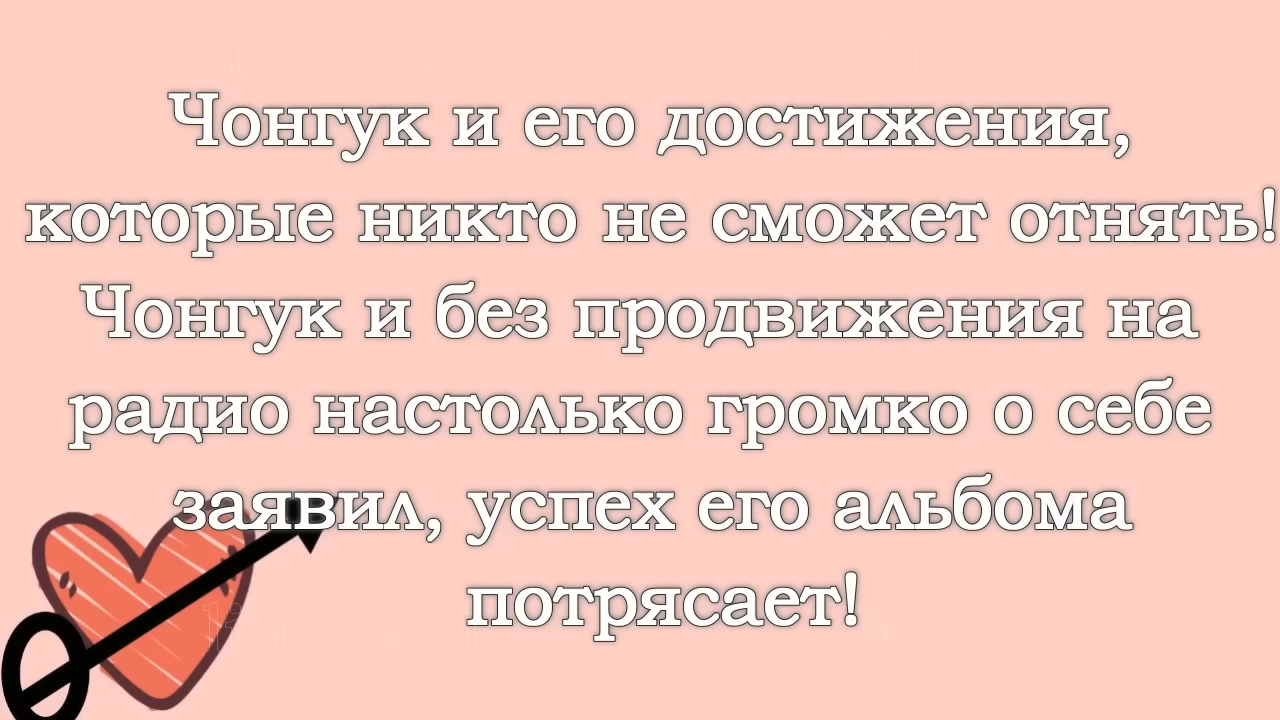 Чонгук и его достижения,
которые никто не сможет отнять!
Чонгук и без продвижения на
радио настолько громко о себе
заявил, успех его альбома
потрясает!